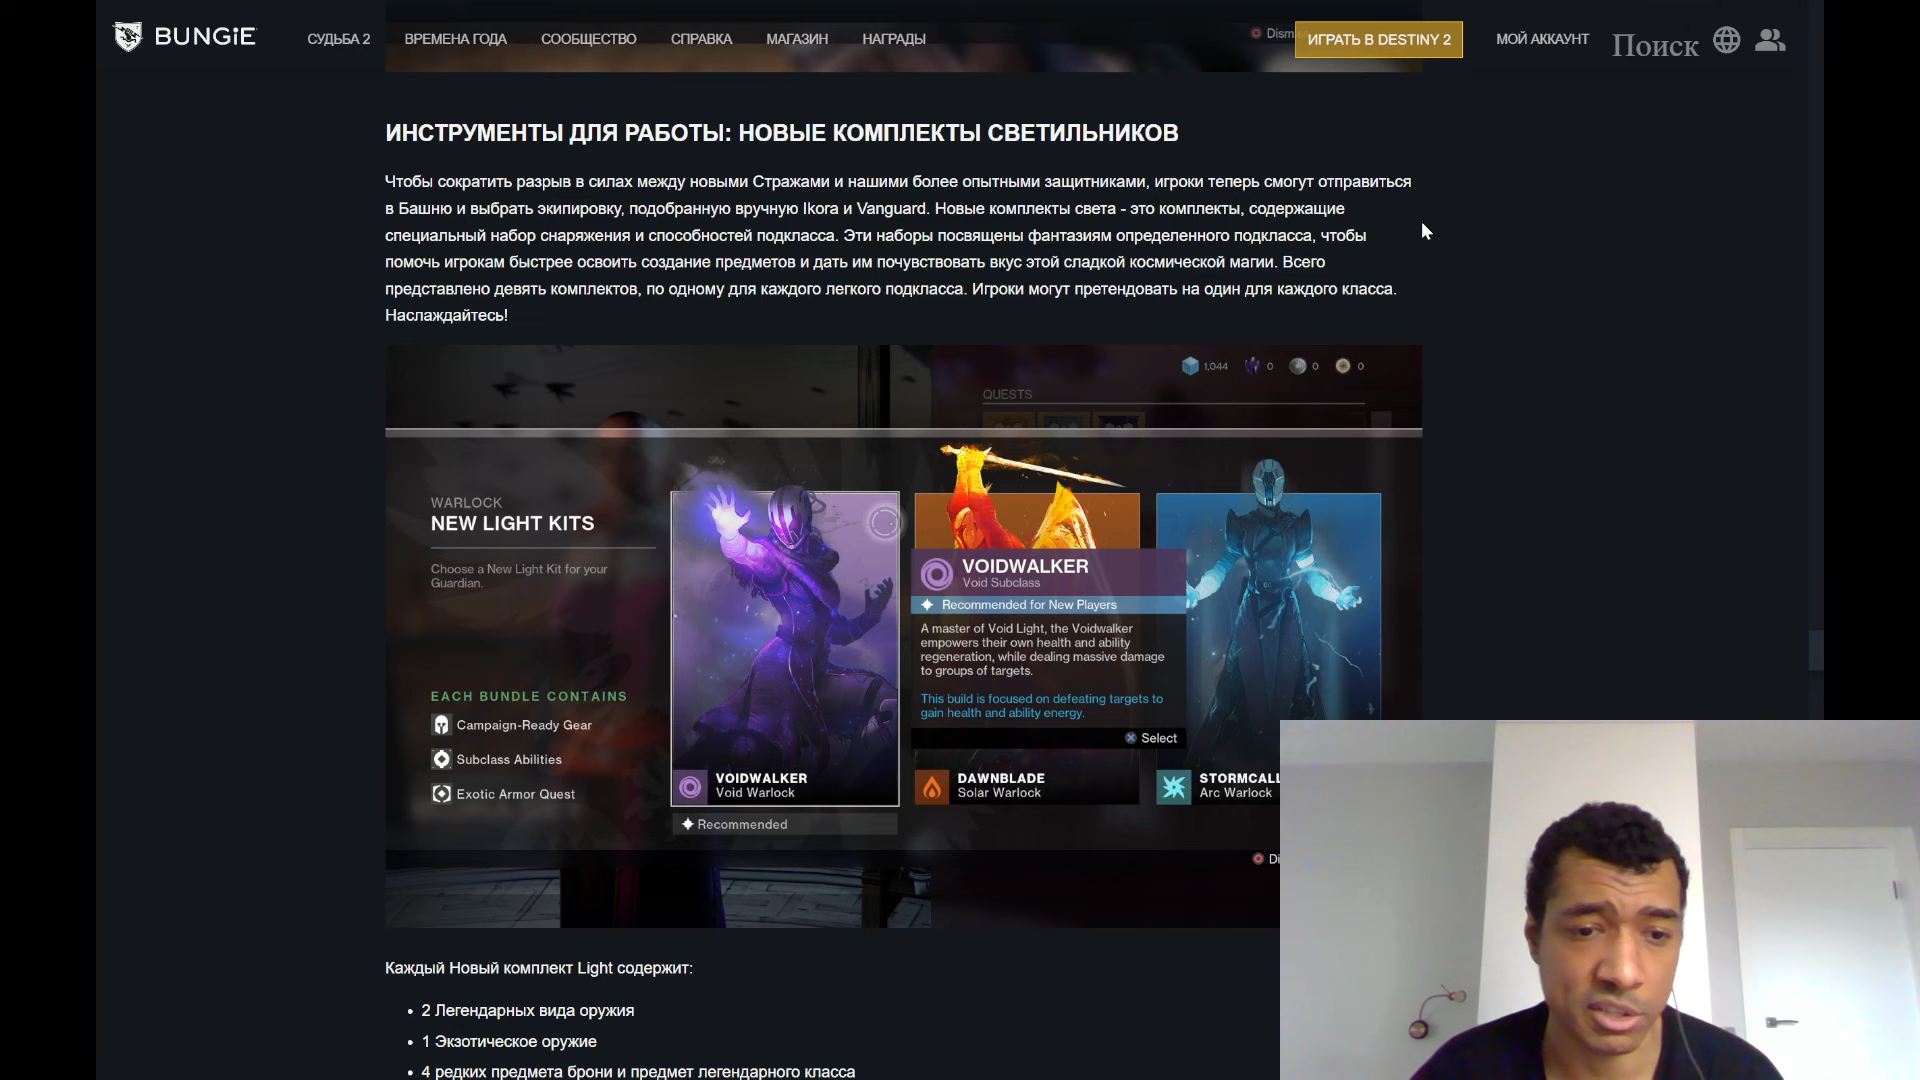 BUNGiE
СУДЬБА 2
ВРЕМЕНА ГОДА
СООБЩЕСТВО
СПРАВКА
МАГАЗИН
НАГРАДЫ
ИГРАТЬ В DESTINY 2
МОЙ АККАУНТ
Поиск
ИНСТРУМЕНТЫ ДЛЯ РАБОТЫ: НОВЫЕ КОМПЛЕКТЫ СВЕТИЛЬНИКОВ
Чтобы сократить разрыв в силах между новыми Стражами и нашими более опытными защитниками, игроки теперь смогут отправиться
в Башню и выбрать экипировку, подобранную вручную Ikora и Vanguard. Новые комплекты света - это комплекты, содержащие
специальный набор снаряжения и способностей подкласса. Эти наборы посвящены фантазиям определенного подкласса, чтобы
помочь игрокам быстрее освоить создание предметов и дать им почувствовать вкус этой сладкой космической магии. Всего
представлено девять комплектов, по одному для каждого легкого подкласса. Игроки могут претендовать на один для каждого класса.
Наслаждайтесь!
1,044 0 0 0
QUESTS
WARLOCK
NEW LIGHT KITS
Choose a New Light Kit for your
Guardian.
EACH BUNDLE CONTAINS
Campaign-Ready Gear
Subclass Abilities
Exotic Armor Quest
VOIDWALKER
Void Subclass
Recommended for New Players
A master of Void Light, the Voidwalker
empowers their own health and ability
regeneration, while dealing massive damage
to groups of targets.
This build is focused on defeating targets to
gain health and ability energy.
Select
VOIDWALKER
Void Warlock
Recommended
DAWNBLADE
Solar Warlock
STORMCALL
Arc Warlock
Каждый Новый комплект Light содержит:
• 2 Легендарных вида оружия
• 1 Экзотическое оружие
• 4 редких предмета брони и предмет легендарного класса